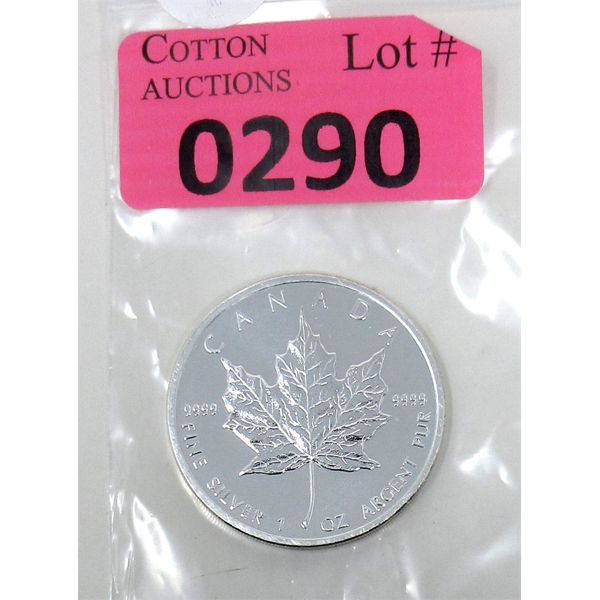 COTTON Lot #
AUCTIONS
0290
CANADA
9999 9999
FINE SILVER 1 OZ ARGENT PUR